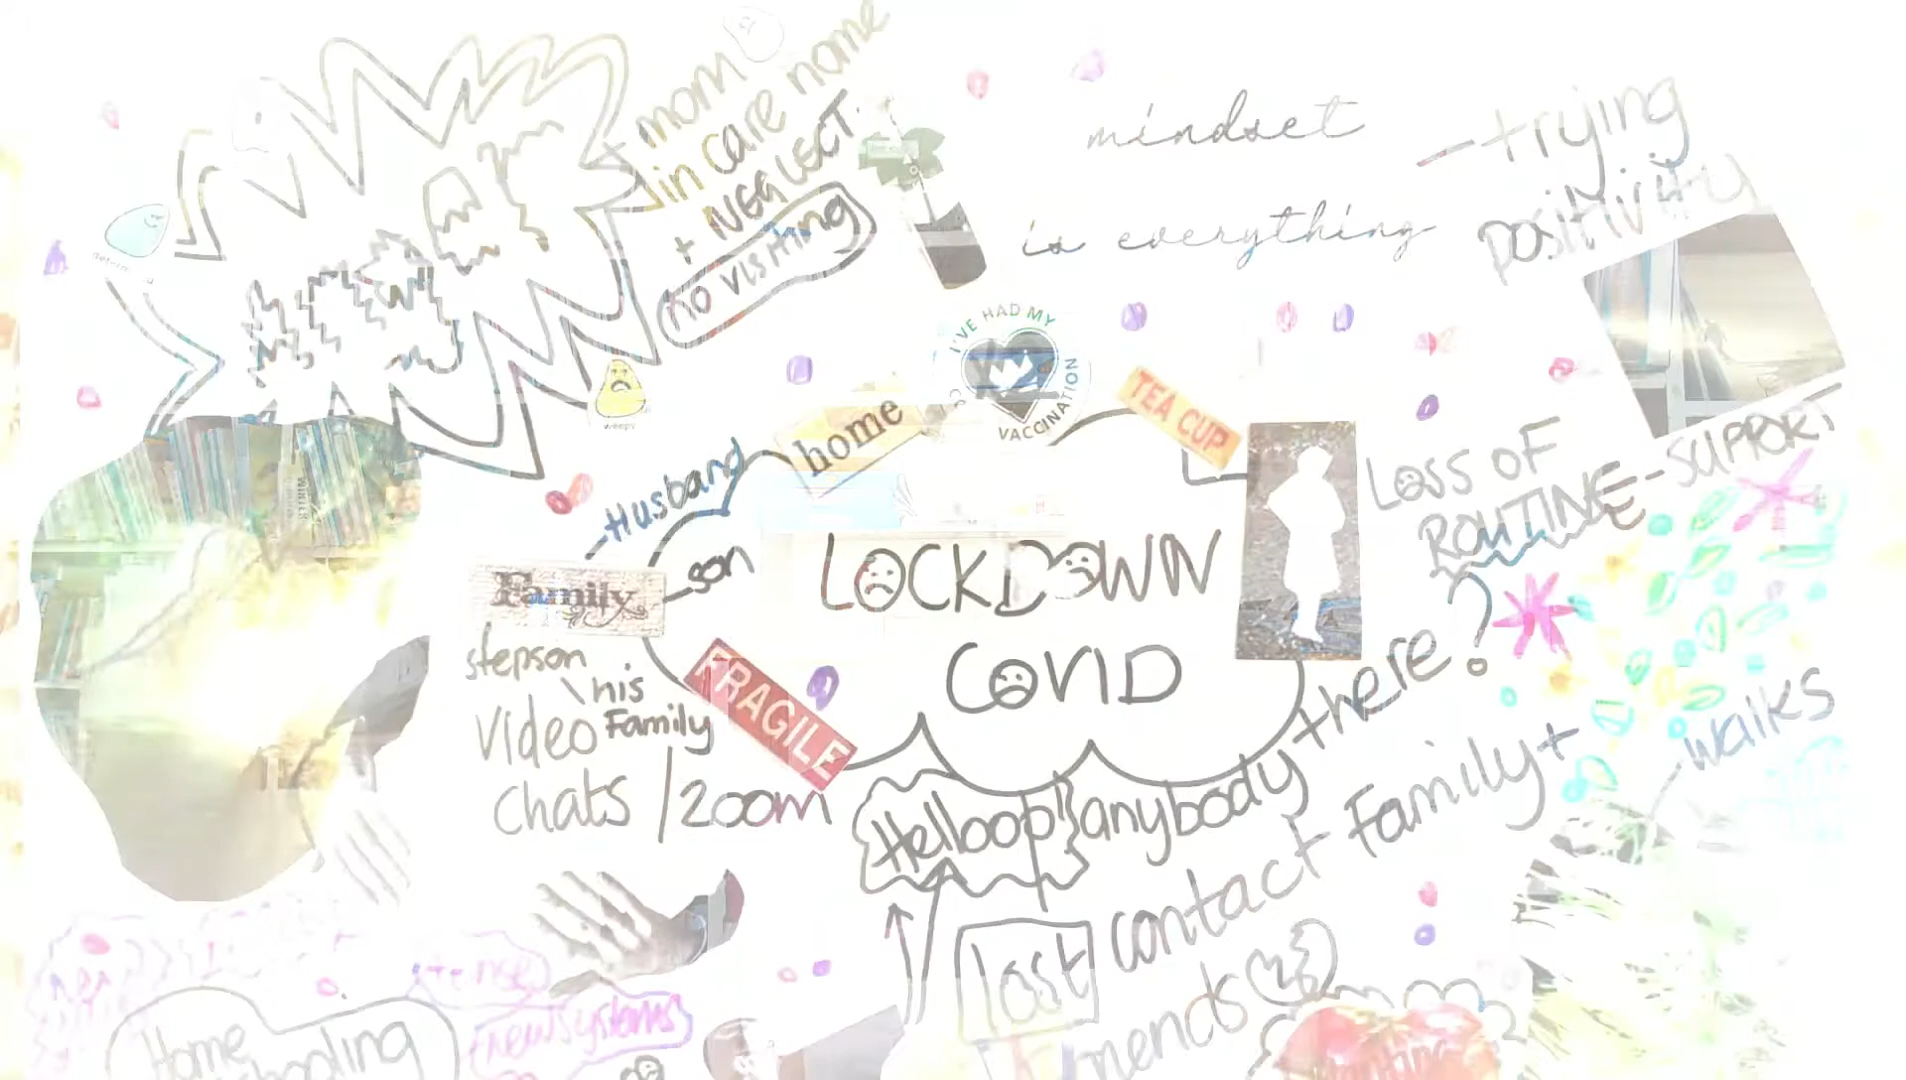 mom
in care home
+ NEGLECT
no visiting
mindset
is everything
- trying
positivity
I'VE HAD MY
VACCINATION
TEA CUP
home
weepy
Husband
son
Family
stepson
his
Family
video
chats / zoom
FRAGILE
LOCKDOWN
COVID
LOSS OF
ROUTINE - SUPPORT
Hellooo! anybody there?
lost contact family +
friends
walks
tense
new systems
Home